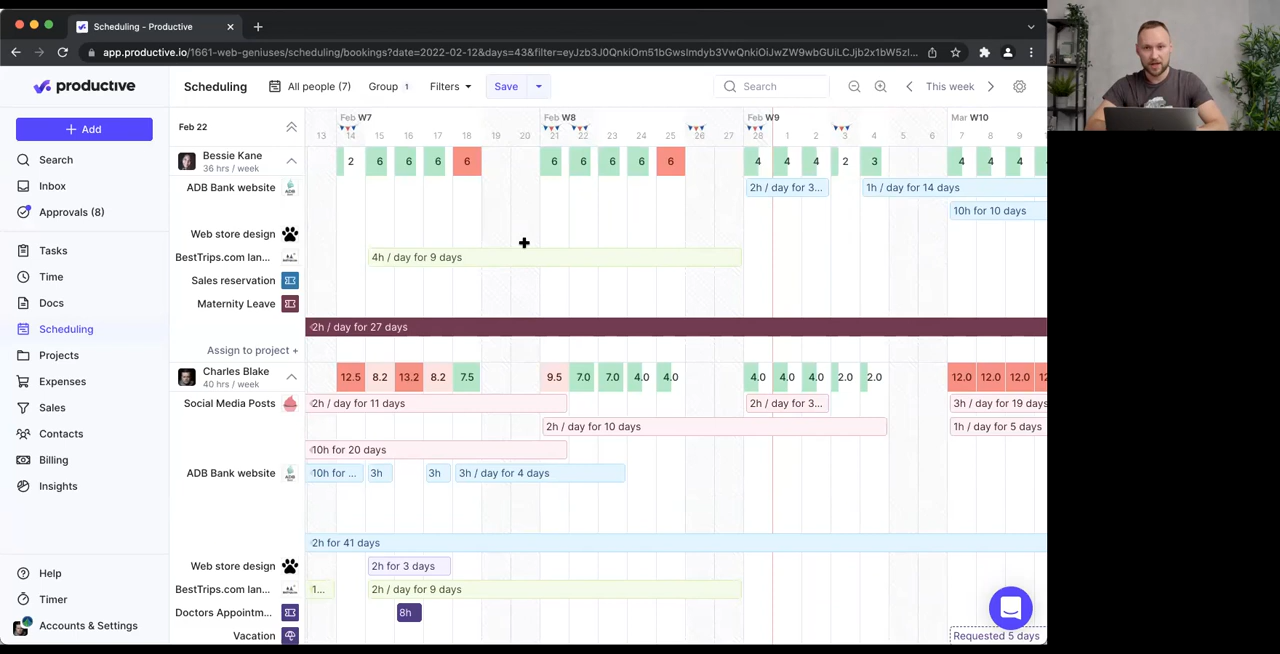 Scheduling - Productive
app.productive.io/1661-web-geniuses/scheduling/bookings?date=2022-02-12&days=43&filter=
productive
Scheduling
All people (7)
Group 1
Filters
Save
Search
This week
+ Add
Search
Inbox
Approvals (8)
Tasks
Time
Docs
Scheduling
Projects
Expenses
Sales
Contacts
Billing
Insights
Help
Timer
Accounts & Settings
Feb 22
Feb W7
Feb W8
Feb W9
Mar W10
13 14 15 16 17 18 19 20 21 22 23 24 25 26 27 28 1 2 3 4 5 6 7 8 9
Bessie Kane
36 hrs / week
2 6 6 6 6 6 6 6 6 6 4 4 4 2 3 4 4 4
ADB Bank website
2h / day for 3...
1h / day for 14 days
10h for 10 days
Web store design
BestTrips.com lan...
4h / day for 9 days
Sales reservation
Maternity Leave
2h / day for 27 days
Assign to project +
Charles Blake
40 hrs / week
12.5 8.2 13.2 8.2 7.5 9.5 7.0 7.0 4.0 4.0 4.0 4.0 4.0 2.0 2.0 12.0 12.0 12.0
Social Media Posts
2h / day for 11 days
2h / day for 3...
3h / day for 19 days
2h / day for 10 days
1h / day for 5 days
10h for 20 days
ADB Bank website
10h for ...
3h
3h
3h / day for 4 days
2h for 41 days
Web store design
2h for 3 days
BestTrips.com lan...
1...
2h / day for 9 days
Doctors Appointm...
8h
Vacation
Requested 5 days